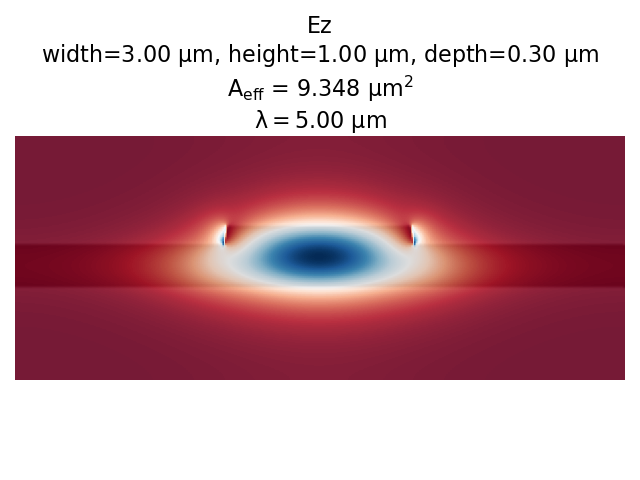 Ez
width=3.00 μm, height=1.00 μm, depth=0.30 μm
A_eff = 9.348 μm²
λ = 5.00 μm